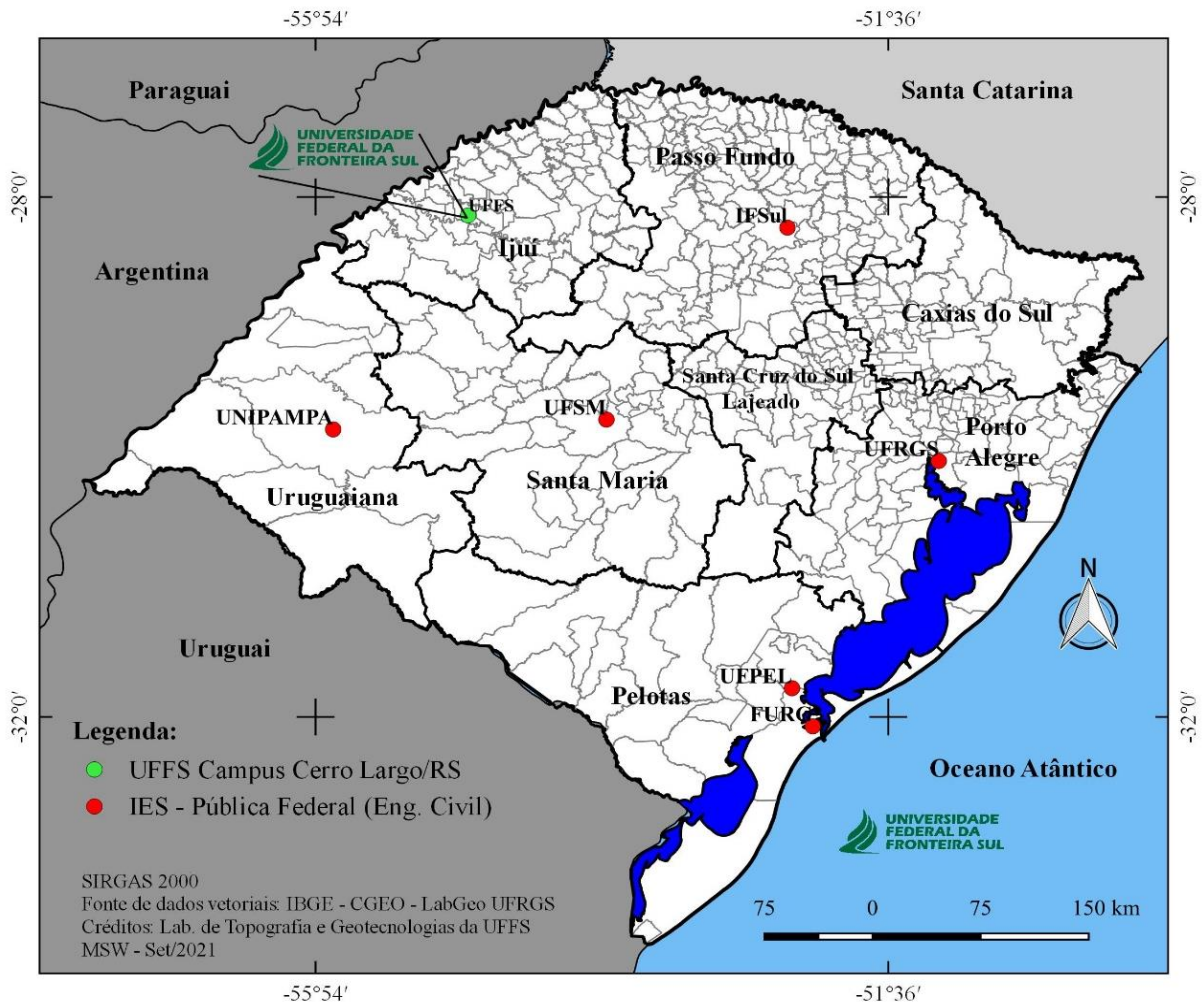 -55°54′
-51°36′
Paraguai
Santa Catarina
UNIVERSIDADE
FEDERAL DA
FRONTEIRA SUL
Passo Fundo
-28°0′
-28°0′
UFFS
IFSul
Ijuí
Argentina
Caxias do Sul
Santa Cruz do Sul
Lajeado
UNIPAMPA
UFSM
Porto
Alegre
UFRGS
Santa Maria
Uruguaiana
N
Uruguai
UFPEL
Pelotas
FURG
-32°0′
-32°0′
Legenda:
UFFS Campus Cerro Largo/RS
IES - Pública Federal (Eng. Civil)
Oceano Atântico
UNIVERSIDADE
FEDERAL DA
FRONTEIRA SUL
SIRGAS 2000
Fonte de dados vetoriais: IBGE - CGEO - LabGeo UFRGS
Créditos: Lab. de Topografia e Geotecnologias da UFFS
MSW - Set/2021
75 0 75 150 km
-55°54′
-51°36′